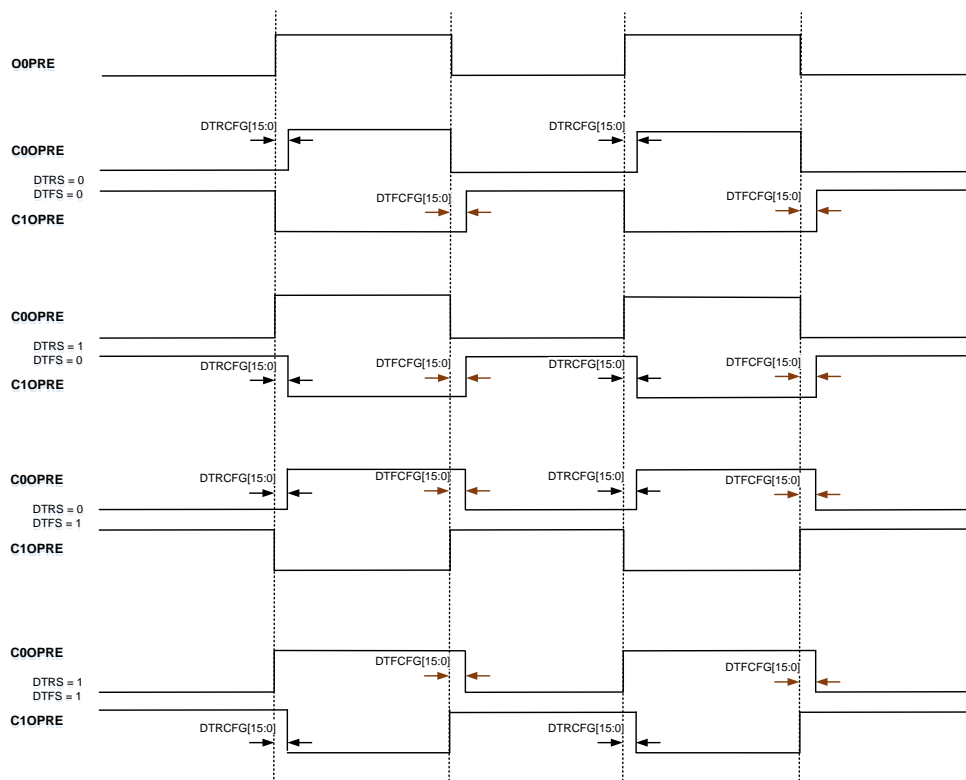 O0PRE
DTRCFG[15:0]
DTRCFG[15:0]
C0OPRE
DTRS = 0
DTFS = 0
DTFCFG[15:0]
DTFCFG[15:0]
C1OPRE
C0OPRE
DTRS = 1
DTFS = 0
DTRCFG[15:0]
DTFCFG[15:0]
DTRCFG[15:0]
DTFCFG[15:0]
C1OPRE
C0OPRE
DTRCFG[15:0]
DTFCFG[15:0]
DTRCFG[15:0]
DTFCFG[15:0]
DTRS = 0
DTFS = 1
C1OPRE
C0OPRE
DTFCFG[15:0]
DTFCFG[15:0]
DTRS = 1
DTFS = 1
C1OPRE
DTRCFG[15:0]
DTRCFG[15:0]